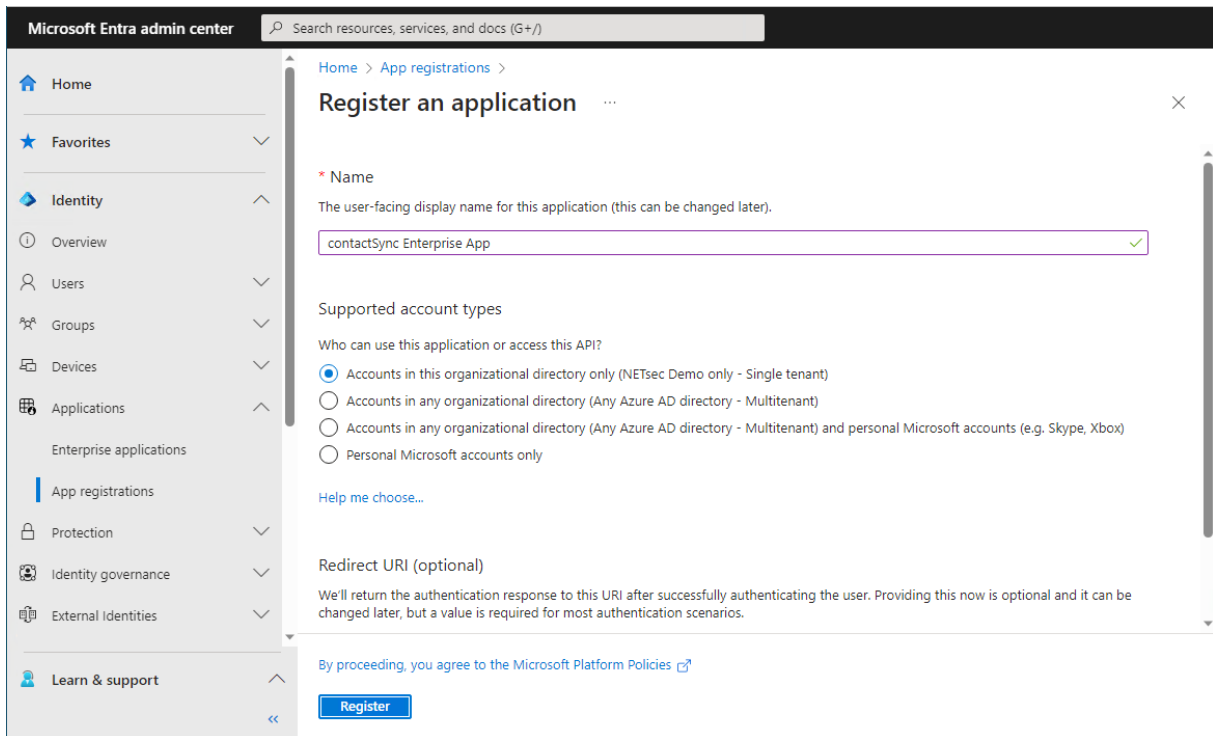 Microsoft Entra admin center
Search resources, services, and docs (G+/)
Home
Favorites
Identity
Overview
Users
Groups
Devices
Applications
Enterprise applications
App registrations
Protection
Identity governance
External Identities
Learn & support
«
Home > App registrations >
Register an application ...
* Name
The user-facing display name for this application (this can be changed later).
contactSync Enterprise App
Supported account types
Who can use this application or access this API?
Accounts in this organizational directory only (NETsec Demo only - Single tenant)
Accounts in any organizational directory (Any Azure AD directory - Multitenant)
Accounts in any organizational directory (Any Azure AD directory - Multitenant) and personal Microsoft accounts (e.g. Skype, Xbox)
Personal Microsoft accounts only
Help me choose...
Redirect URI (optional)
We'll return the authentication response to this URI after successfully authenticating the user. Providing this now is optional and it can be
changed later, but a value is required for most authentication scenarios.
By proceeding, you agree to the Microsoft Platform Policies
Register